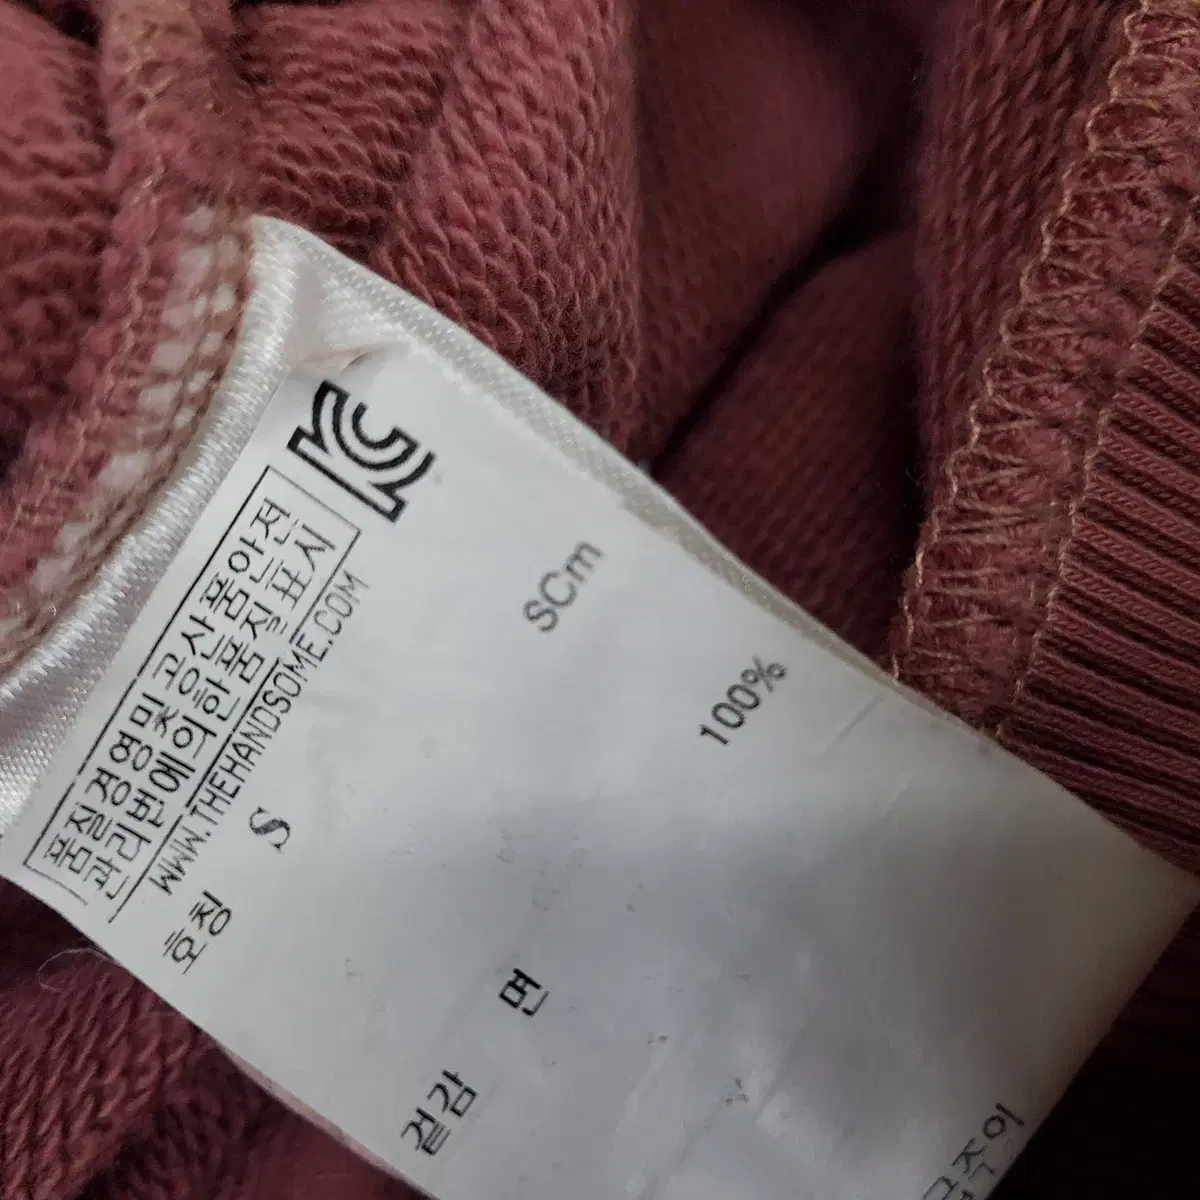 품질경영및공산품안전
관리법에의한품질표시
WWW.THEHANDSOME.COM
호칭 S SCm
겉감 면 100%